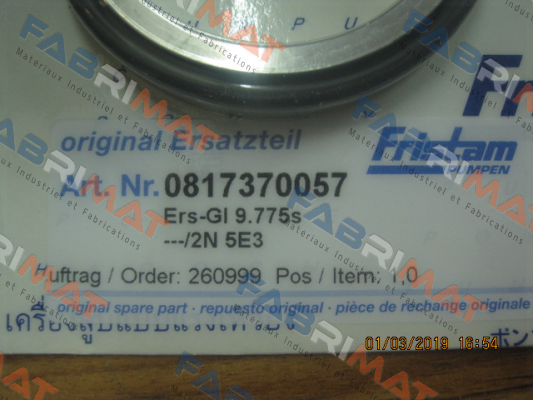 P U
original Ersatzteil
Fristam
PUMPEN
Art. Nr. 0817370057
Ers-Gl 9.775s
---/2N 5E3
Auftrag / Order: 260999 Pos / Item: 1,0
original spare part · repuesto original · pièce de rechange originale
01/03/2019 16:54
FABRIMAT
Materiaux Industriel et Fabrications